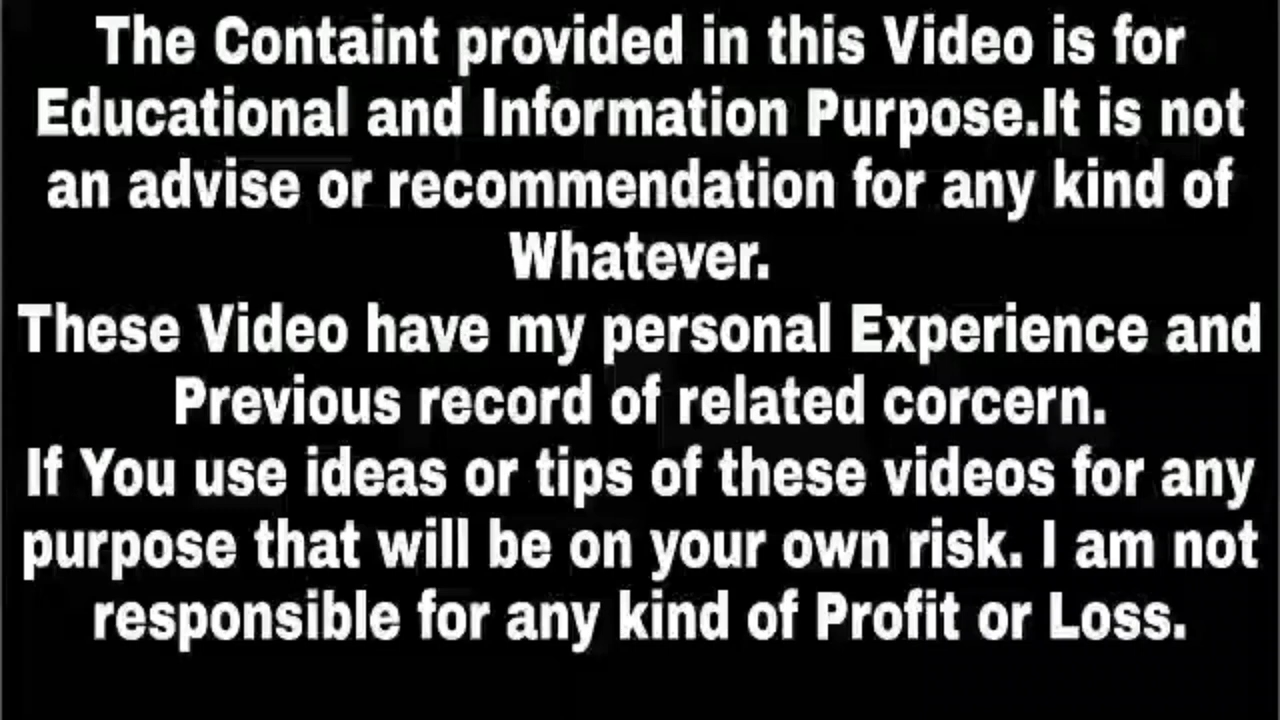 The Containt provided in this Video is for
Educational and Information Purpose.It is not
an advise or recommendation for any kind of
Whatever.
These Video have my personal Experience and
Previous record of related corcern.
If You use ideas or tips of these videos for any
purpose that will be on your own risk. I am not
responsible for any kind of Profit or Loss.